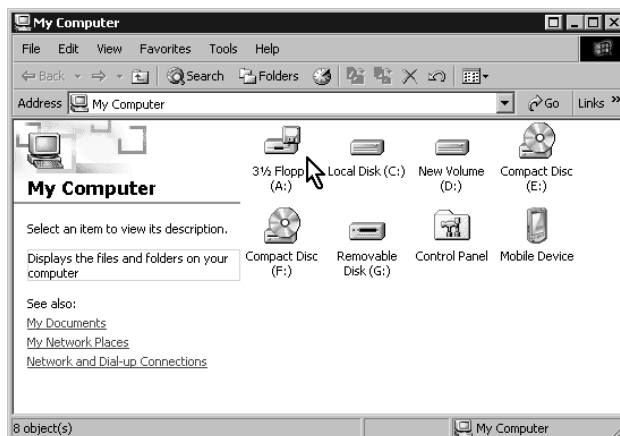 My Computer
File Edit View Favorites Tools Help
Back Search Folders
Address My Computer Go Links »
3½ Flopp
(A:)
Local Disk (C:)
New Volume
(D:)
Compact Disc
(E:)
My Computer
Select an item to view its description.
Displays the files and folders on your
computer
Compact Disc
(F:)
Removable
Disk (G:)
Control Panel
Mobile Device
See also:
My Documents
My Network Places
Network and Dial-up Connections
8 object(s) My Computer